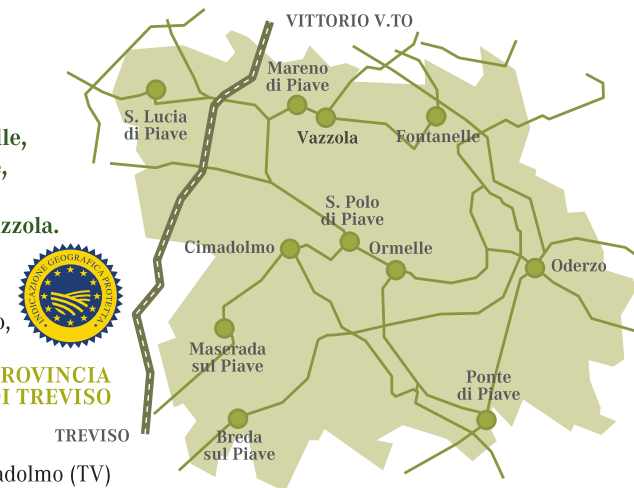 VITTORIO V.TO
Mareno
di Piave
S. Lucia
di Piave
Vazzola
Fontanelle
lle,
e,
zzola.
S. Polo
di Piave
Cimadolmo
Ormelle
Oderzo
INDICAZIONE GEOGRAFICA PROTETTA
o,
Maserada
sul Piave
ROVINCIA
DI TREVISO
Ponte
di Piave
TREVISO
Breda
sul Piave
adolmo (TV)